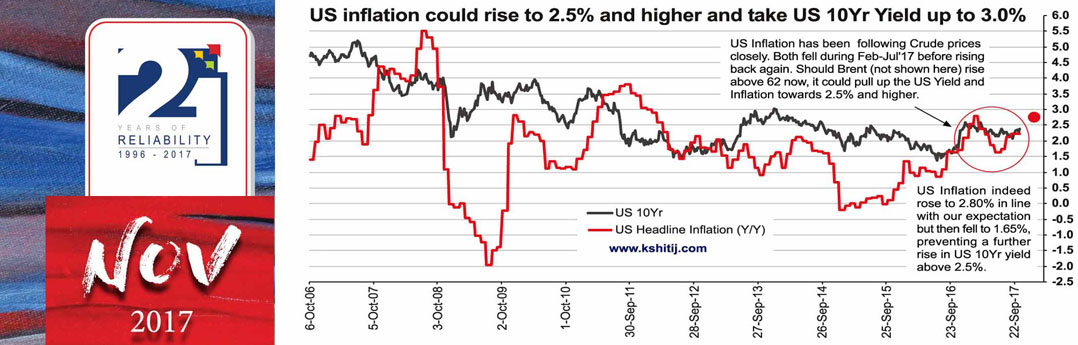 21
YEARS OF
RELIABILITY
1996 - 2017
NOV
2017
US inflation could rise to 2.5% and higher and take US 10Yr Yield up to 3.0%
US Inflation has been following Crude prices
closely. Both fell during Feb-Jul'17 before rising
back again. Should Brent (not shown here) rise
above 62 now, it could pull up the US Yield and
Inflation towards 2.5% and higher.
6.0
5.5
5.0
4.5
4.0
3.5
3.0
2.5
2.0
1.5
1.0
0.5
0.0
-0.5
-1.0
-1.5
-2.0
-2.5
US Inflation indeed
rose to 2.80% in line
with our expectation
but then fell to 1.65%,
preventing a further
rise in US 10Yr yield
above 2.5%.
US 10Yr
US Headline Inflation (Y/Y)
www.kshitij.com
6-Oct-06
5-Oct-07
3-Oct-08
2-Oct-09
1-Oct-10
30-Sep-11
28-Sep-12
27-Sep-13
26-Sep-14
25-Sep-15
23-Sep-16
22-Sep-17